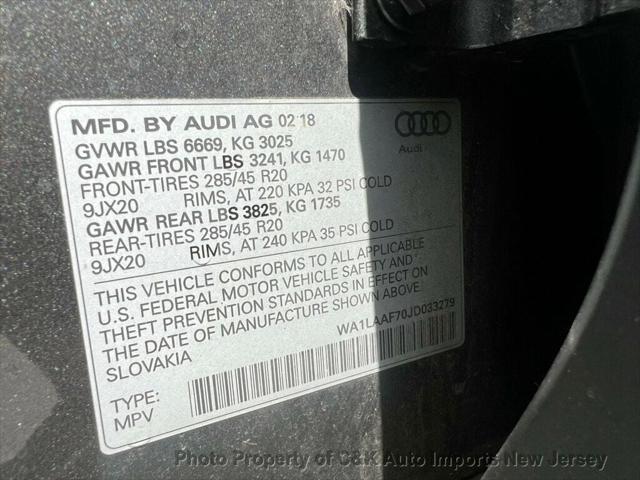 MFD. BY AUDI AG 02 18
GVWR LBS 6669, KG 3025
GAWR FRONT LBS 3241, KG 1470
FRONT-TIRES 285/45 R20
9JX20 RIMS, AT 220 KPA 32 PSI COLD
GAWR REAR LBS 3825, KG 1735
REAR-TIRES 285/45 R20
9JX20 RIMS, AT 240 KPA 35 PSI COLD
Audi
THIS VEHICLE CONFORMS TO ALL APPLICABLE
U.S. FEDERAL MOTOR VEHICLE SAFETY AND
THEFT PREVENTION STANDARDS IN EFFECT ON
THE DATE OF MANUFACTURE SHOWN ABOVE.
SLOVAKIA
WA1LAAF70JD033279
TYPE:
MPV
Photo Property of C&K Auto Imports New Jersey